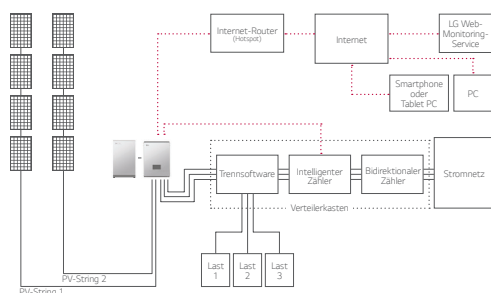 Internet-Router
(Hotspot)
Internet
LG Web-
Monitoring-
Service
Smartphone
oder
Tablet PC
PC
Trennsoftware
Intelligenter
Zähler
Bidirektionaler
Zähler
Stromnetz
Verteilerkasten
Last
1
Last
2
Last
3
PV-String 2
PV-String 1